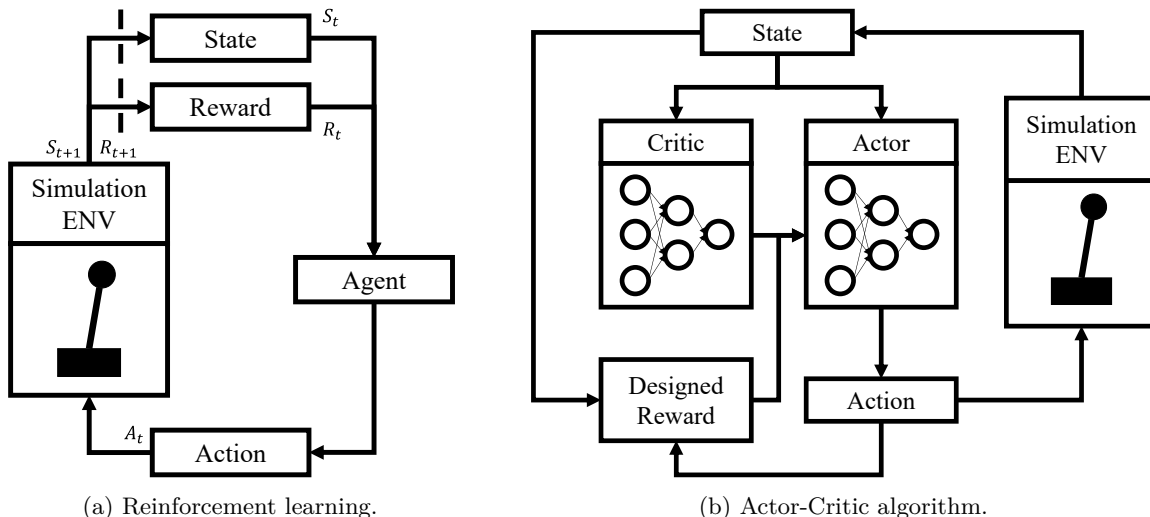 State
S_t
Reward
R_t
S_{t+1}
R_{t+1}
Simulation
ENV
Agent
A_t
Action
(a) Reinforcement learning.
State
Critic
Actor
Simulation
ENV
Designed
Reward
Action
(b) Actor-Critic algorithm.